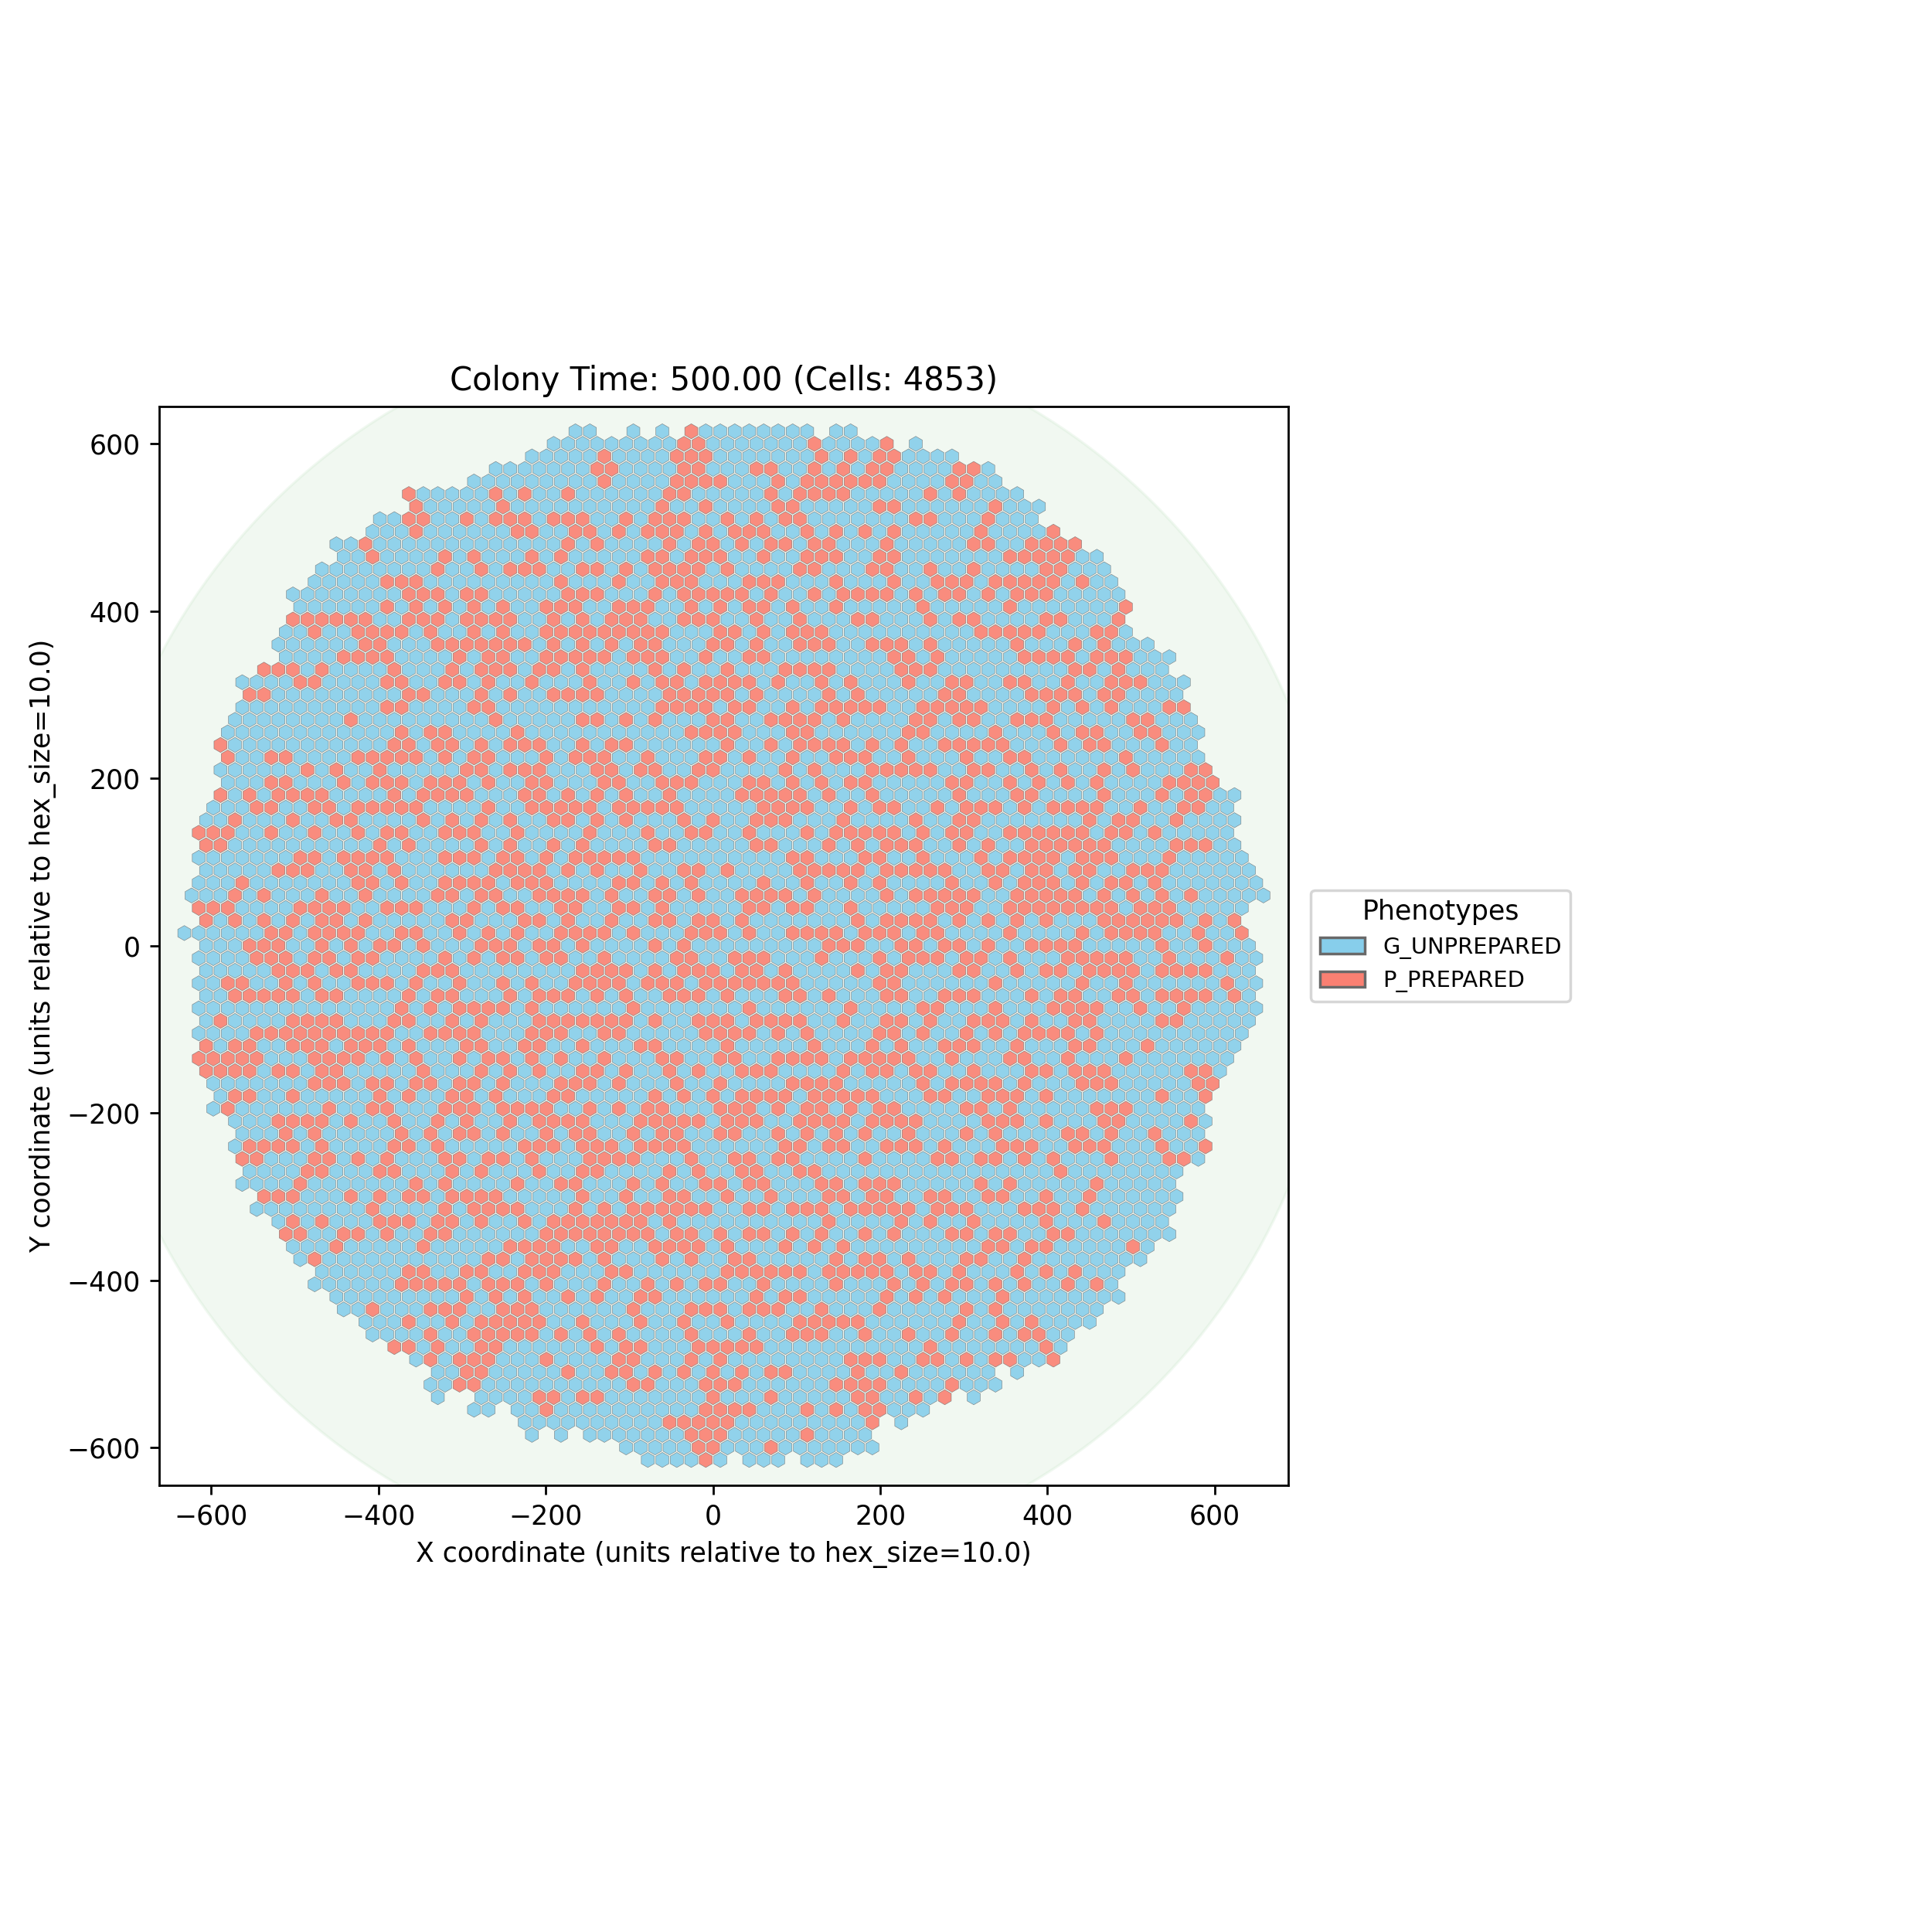 Colony Time: 500.00 (Cells: 4853)
Y coordinate (units relative to hex_size=10.0)
600
400
200
0
−200
−400
−600
−600 −400 −200 0 200 400 600
X coordinate (units relative to hex_size=10.0)
Phenotypes
G_UNPREPARED
P_PREPARED